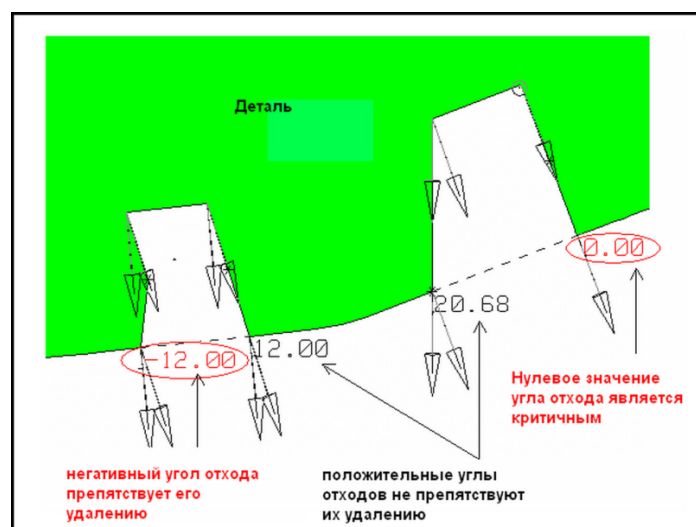 Деталь
0.00
20.68
-12.00
12.00
Нулевое значение
угла отхода является
критичным
негативный угол отхода
препятствует его
удалению
положительные углы
отходов не препятствуют
их удалению